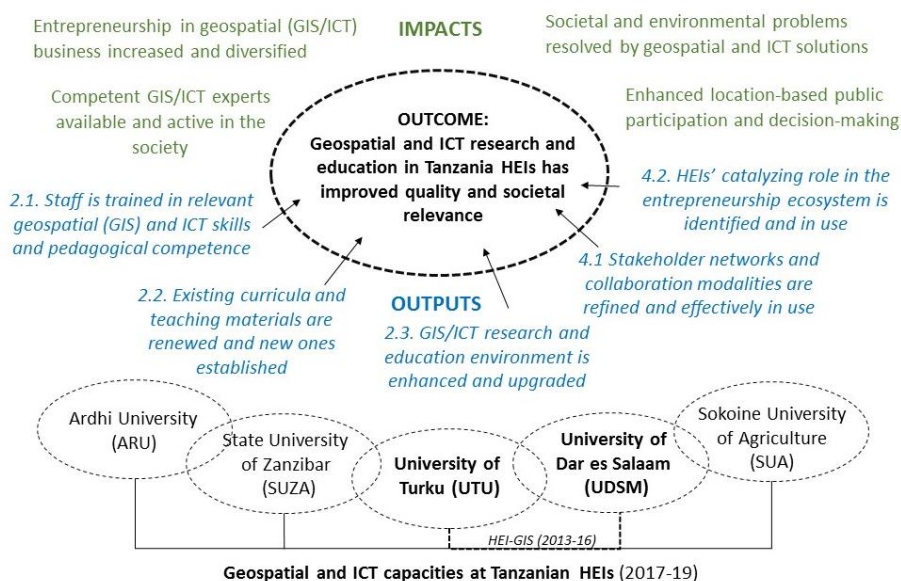 Entrepreneurship in geospatial (GIS/ICT)
business increased and diversified
IMPACTS
Societal and environmental problems
resolved by geospatial and ICT solutions
Competent GIS/ICT experts
available and active in the
society
Enhanced location-based public
participation and decision-making
OUTCOME:
Geospatial and ICT research and
education in Tanzania HEIs has
improved quality and societal
relevance
2.1. Staff is trained in relevant
geospatial (GIS) and ICT skills
and pedagogical competence
4.2. HEIs’ catalyzing role in the
entrepreneurship ecosystem is
identified and in use
2.2. Existing curricula and
teaching materials are
renewed and new ones
established
OUTPUTS
2.3. GIS/ICT research and
education environment is
enhanced and upgraded
4.1 Stakeholder networks and
collaboration modalities are
refined and effectively in use
Ardhi University
(ARU)
State University
of Zanzibar
(SUZA)
University of
Turku (UTU)
University of
Dar es Salaam
(UDSM)
Sokoine University
of Agriculture
(SUA)
HEI-GIS (2013-16)
Geospatial and ICT capacities at Tanzanian HEIs (2017-19)